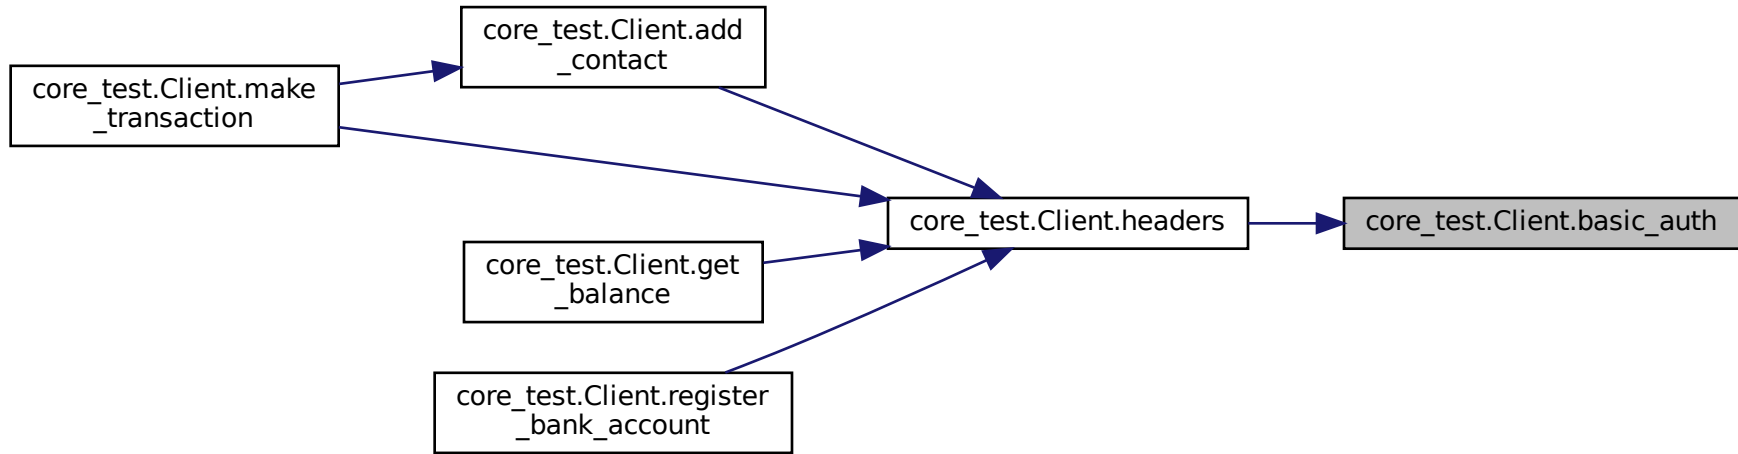 core_test.Client.add
_contact
core_test.Client.make
_transaction
core_test.Client.headers
core_test.Client.basic_auth
core_test.Client.get
_balance
core_test.Client.register
_bank_account